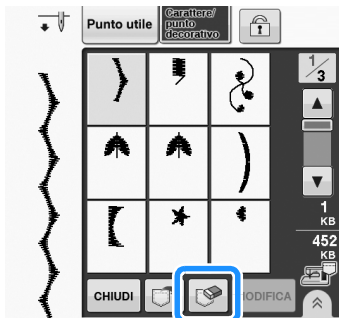 Punto utile
Carattere/
punto
decorativo
1/3
1
KB
452
KB
CHIUDI
MODIFICA